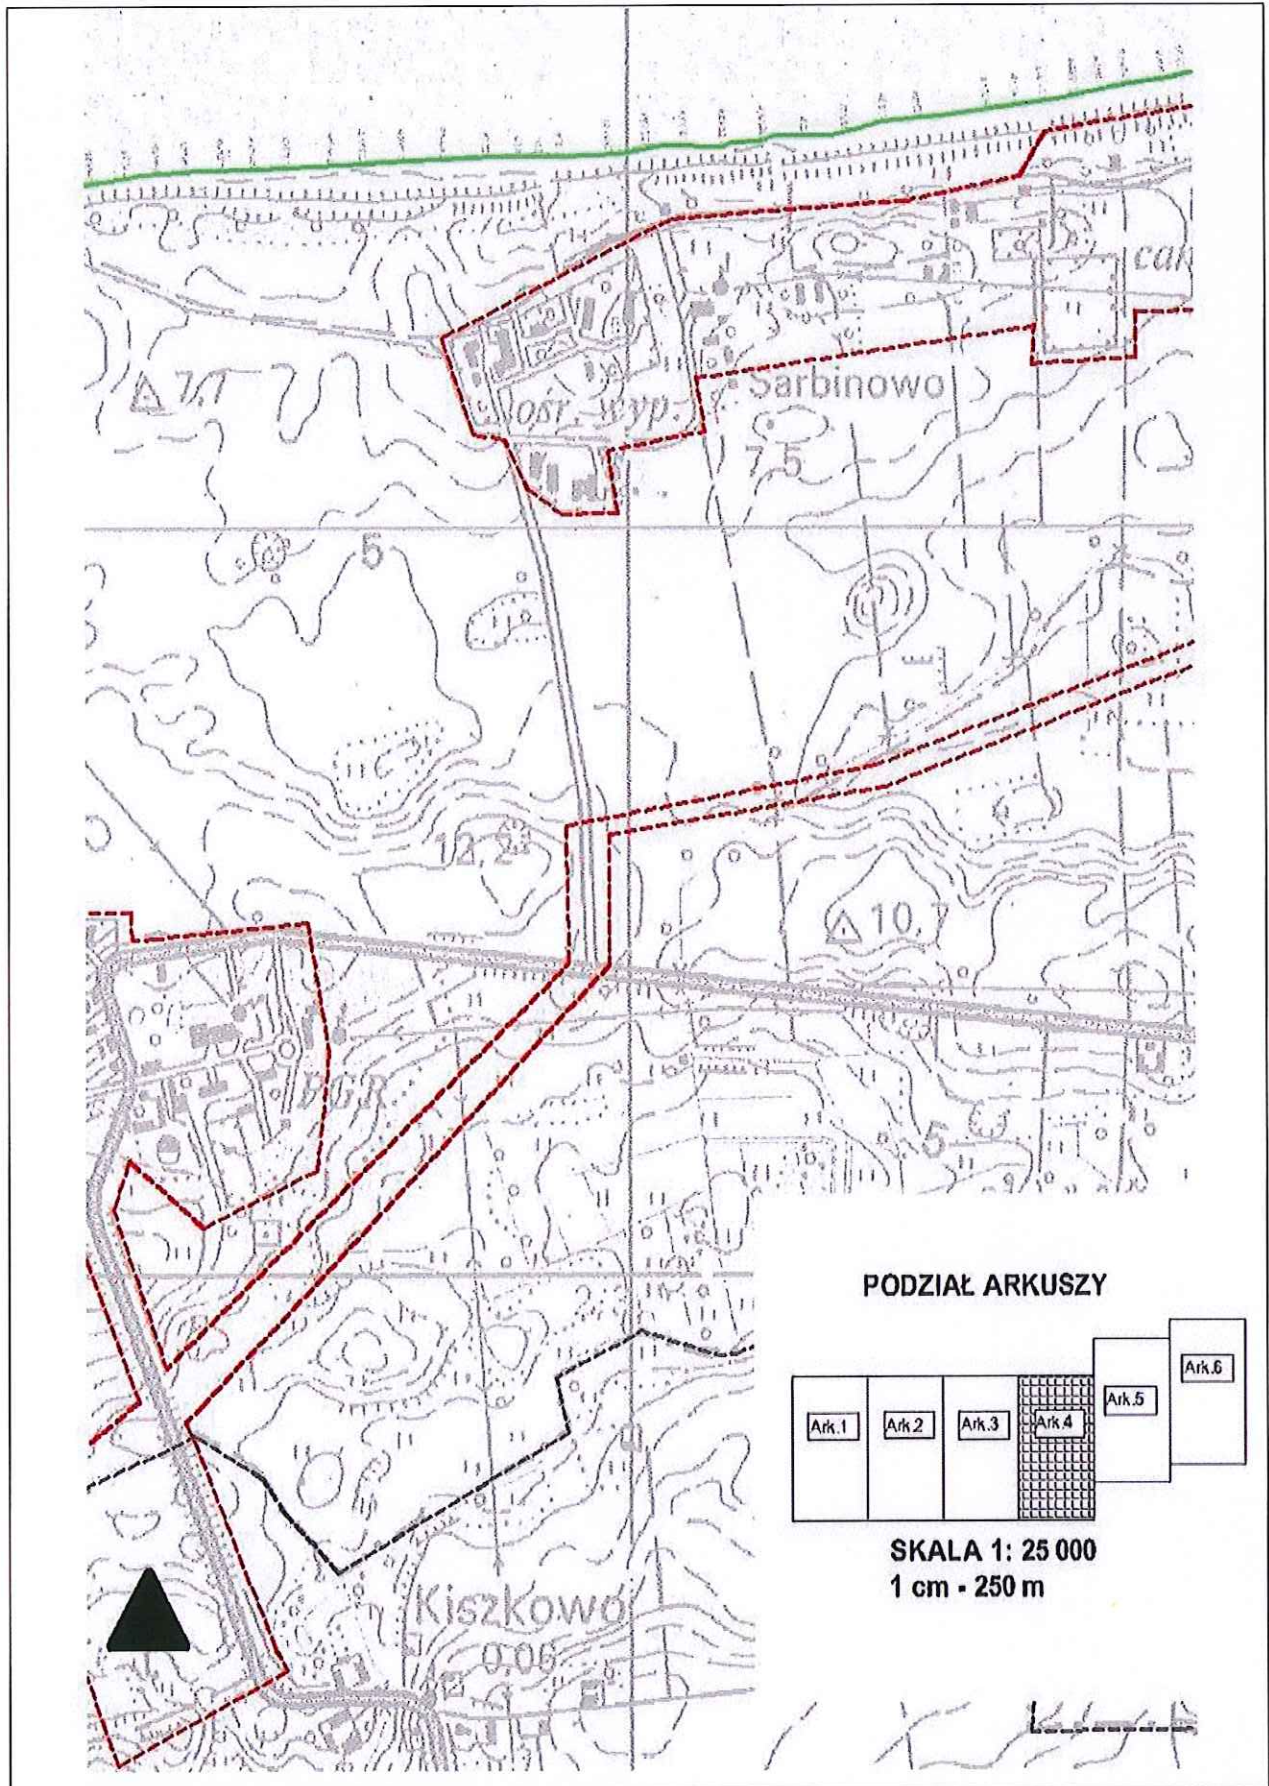 can
7,1
ośr. wyp.
Sarbinowo
7,5
5
12,2
10,7
PGR
5
PODZIAŁ ARKUSZY
Ark.6
Ark.5
Ark.1 Ark.2 Ark.3 Ark.4
SKALA 1: 25 000
1 cm - 250 m
Kiszkowo
0,06